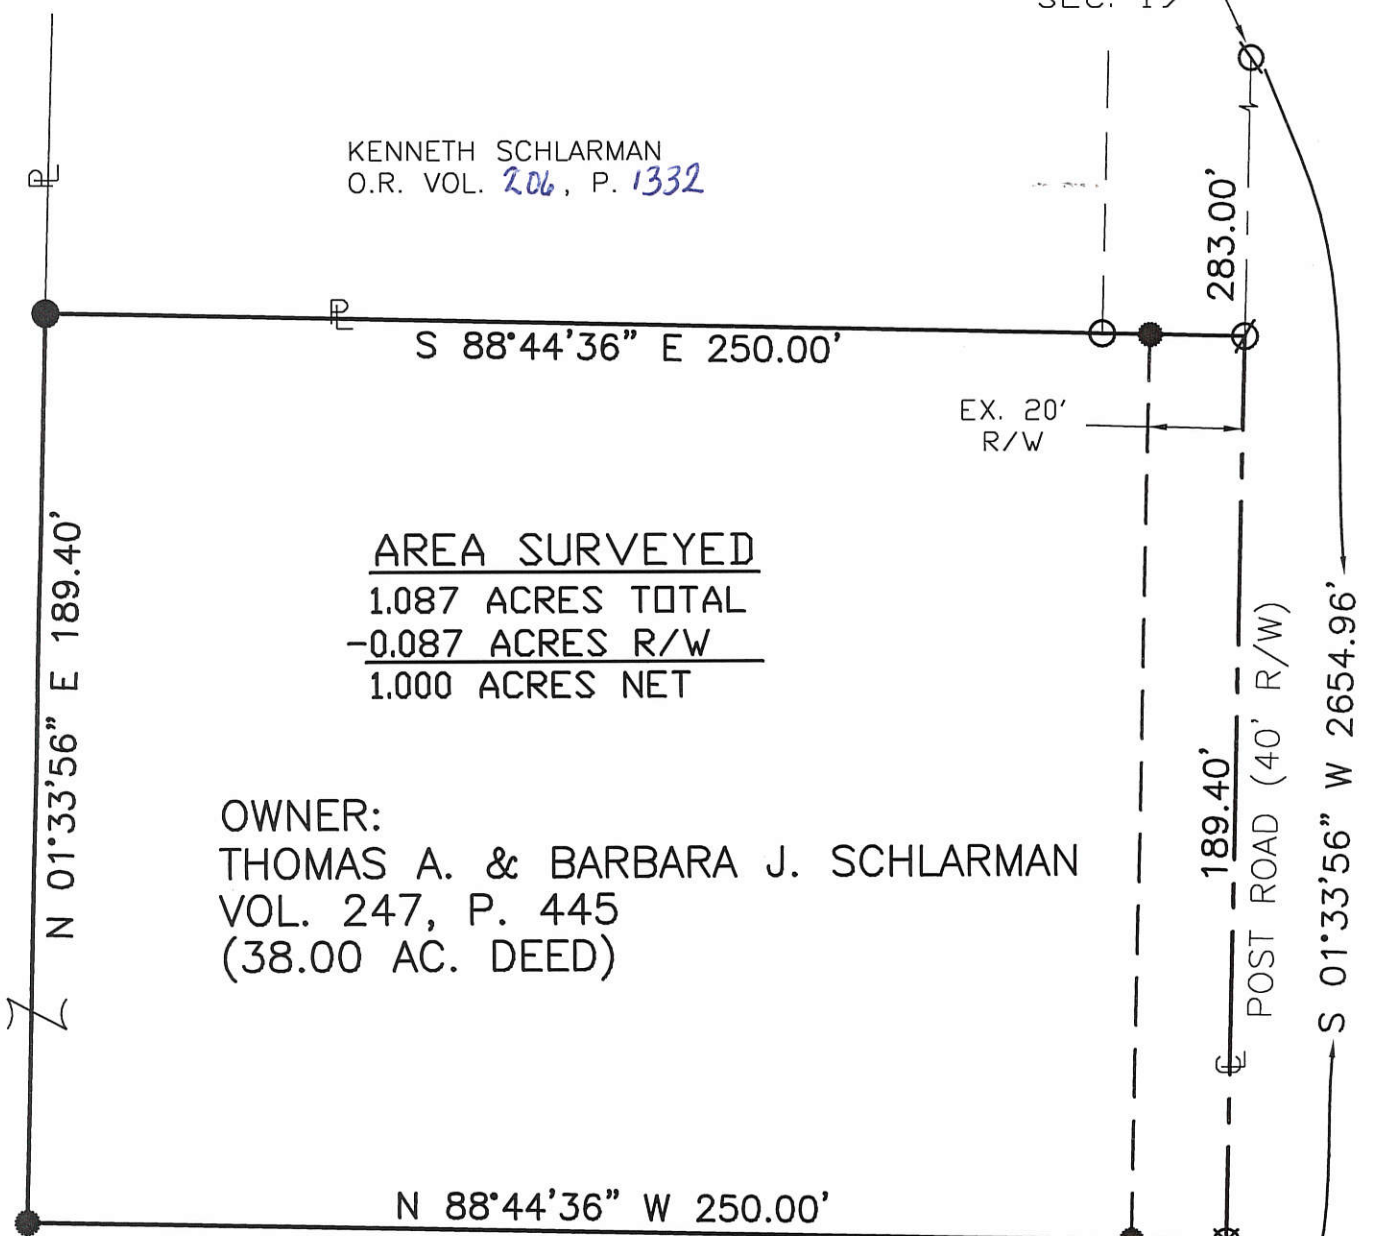 SEC. 19
KENNETH SCHLARMAN
O.R. VOL. 206, P. 1332
283.00'
S 88°44'36" E 250.00'
EX. 20'
R/W
N 01°33'56" E 189.40'
AREA SURVEYED
1.087 ACRES TOTAL
-0.087 ACRES R/W
1.000 ACRES NET
OWNER:
THOMAS A. & BARBARA J. SCHLARMAN
VOL. 247, P. 445
(38.00 AC. DEED)
189.40'
POST ROAD (40' R/W)
S 01°33'56" W 2654.96'
N 88°44'36" W 250.00'